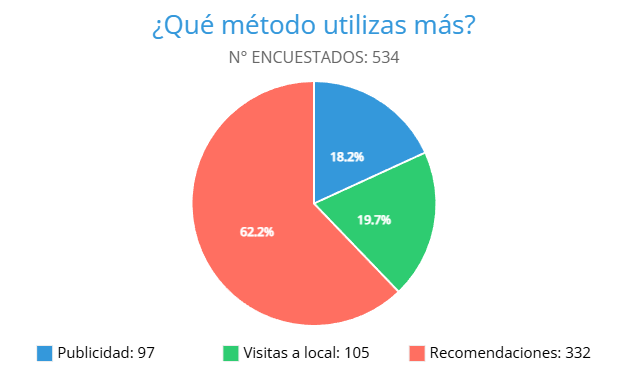 ¿Qué método utilizas más?
N° ENCUESTADOS: 534
18.2%
19.7%
62.2%
Publicidad: 97
Visitas a local: 105
Recomendaciones: 332